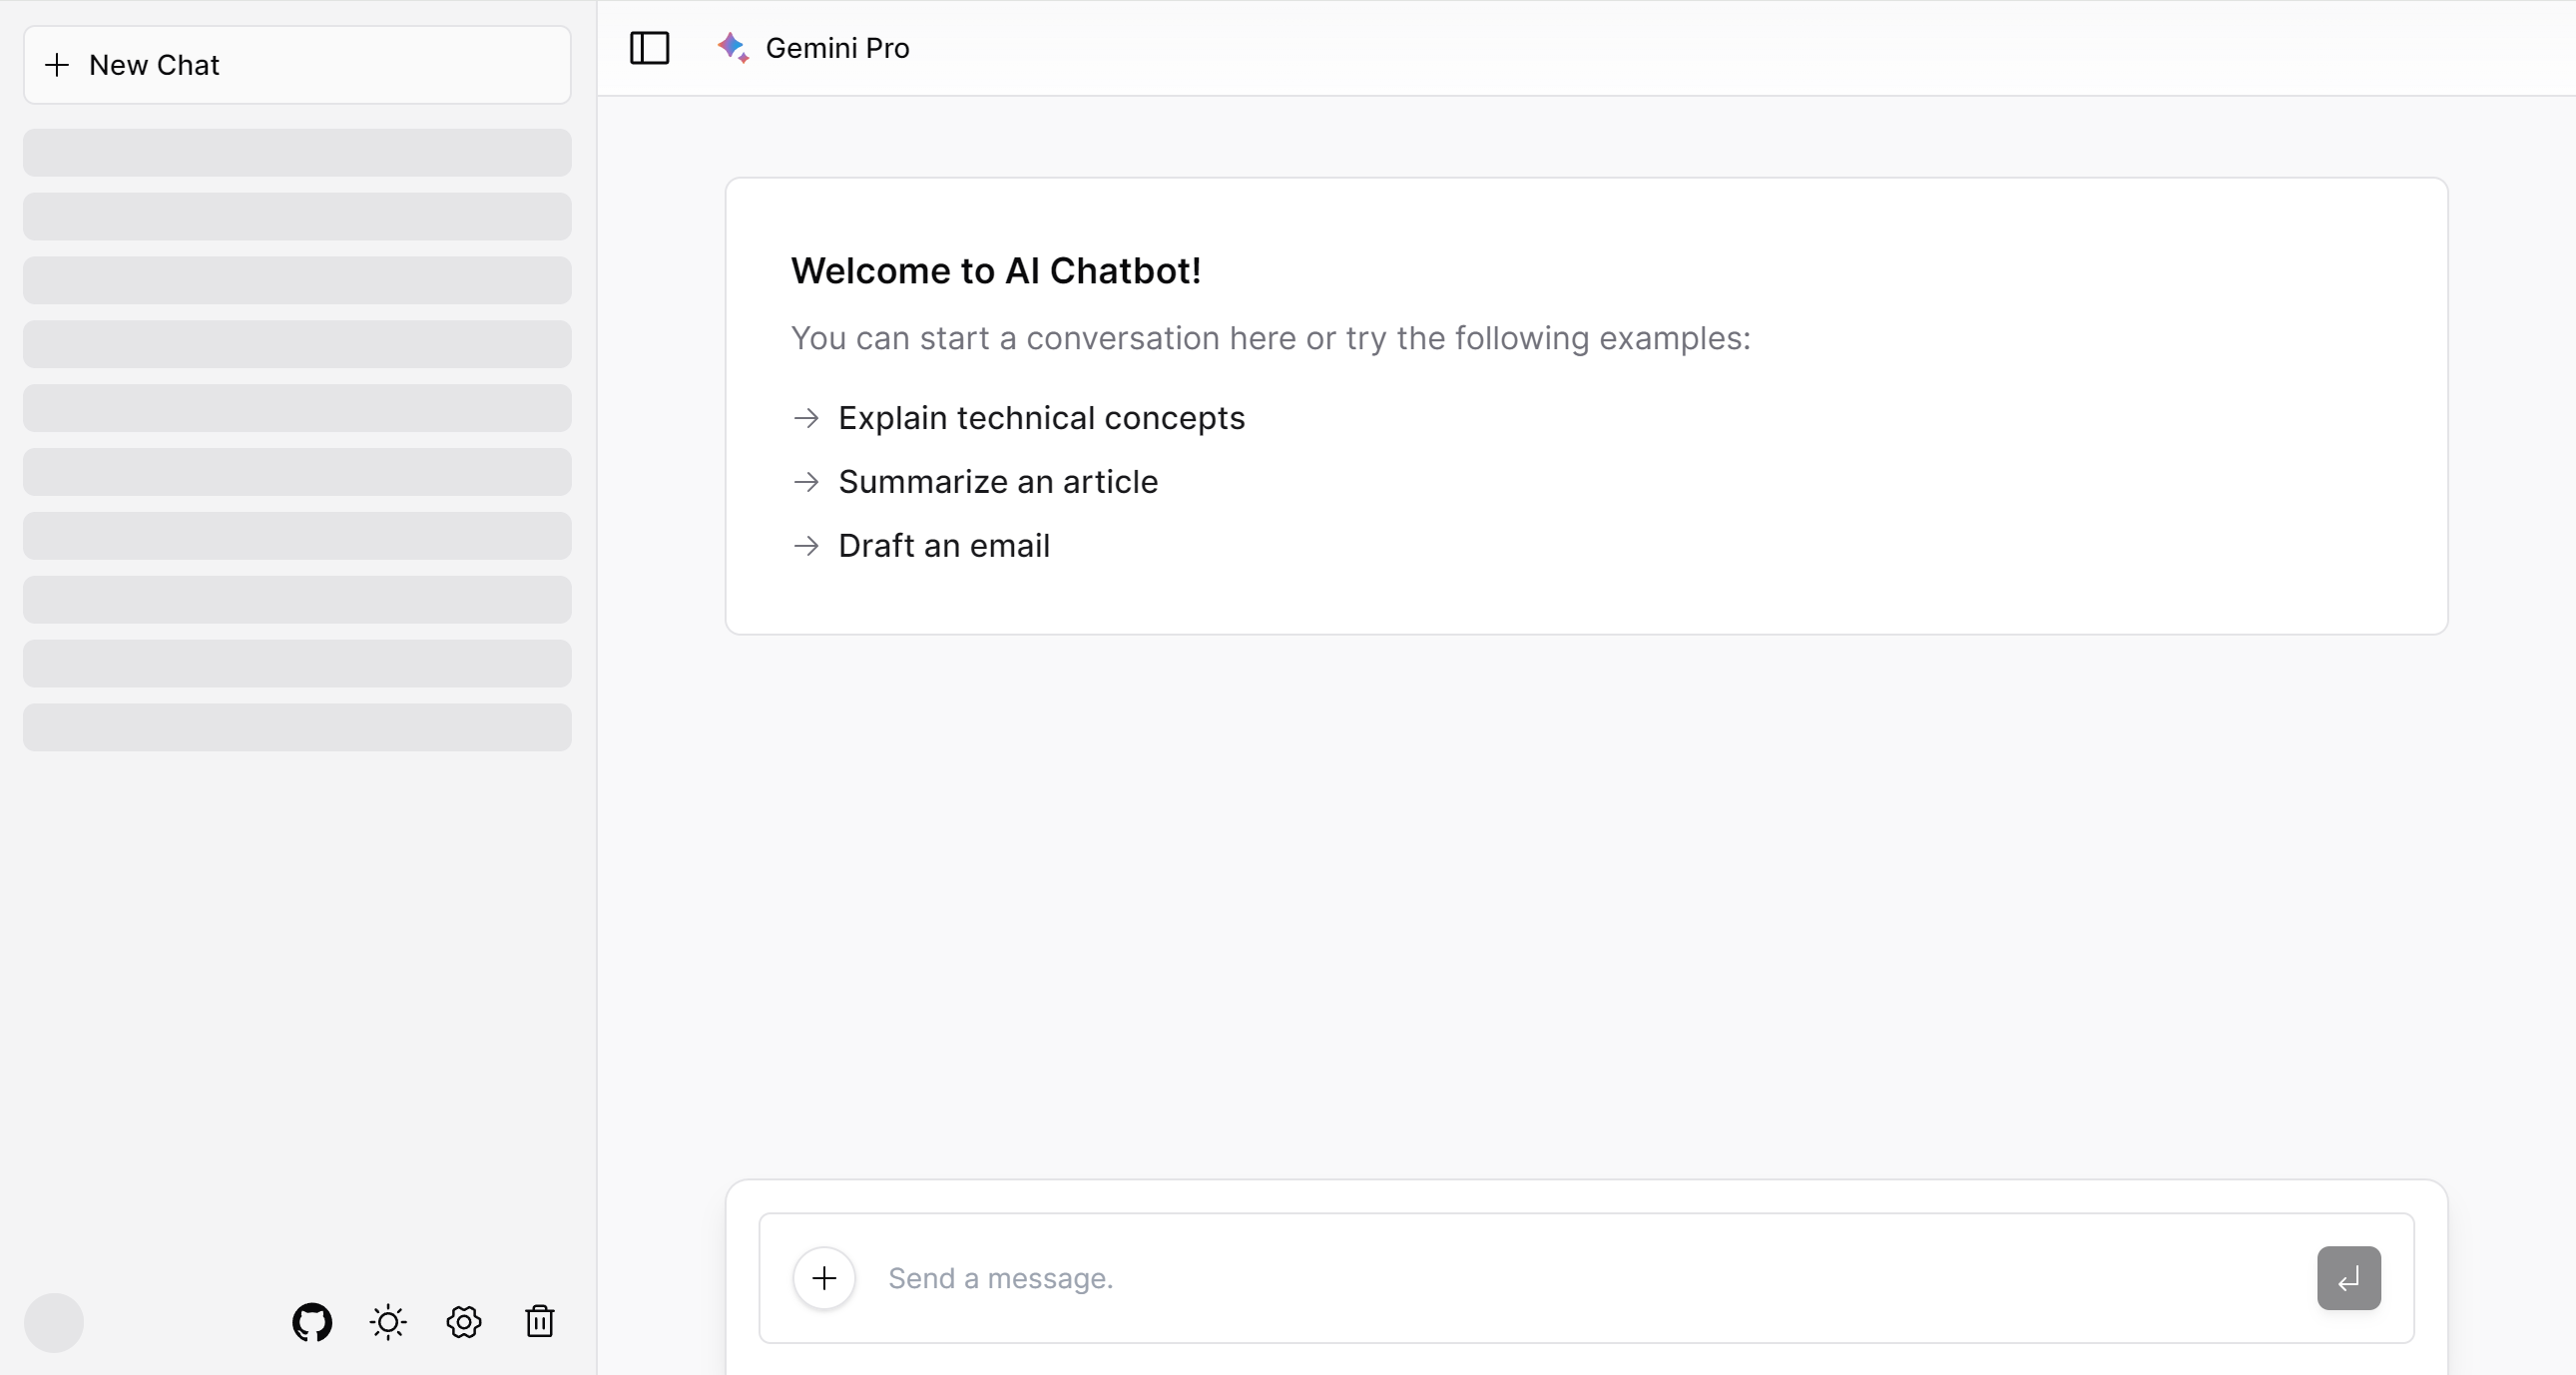 New Chat
Gemini Pro
Welcome to AI Chatbot!
You can start a conversation here or try the following examples:
Explain technical concepts
Summarize an article
Draft an email
Send a message.